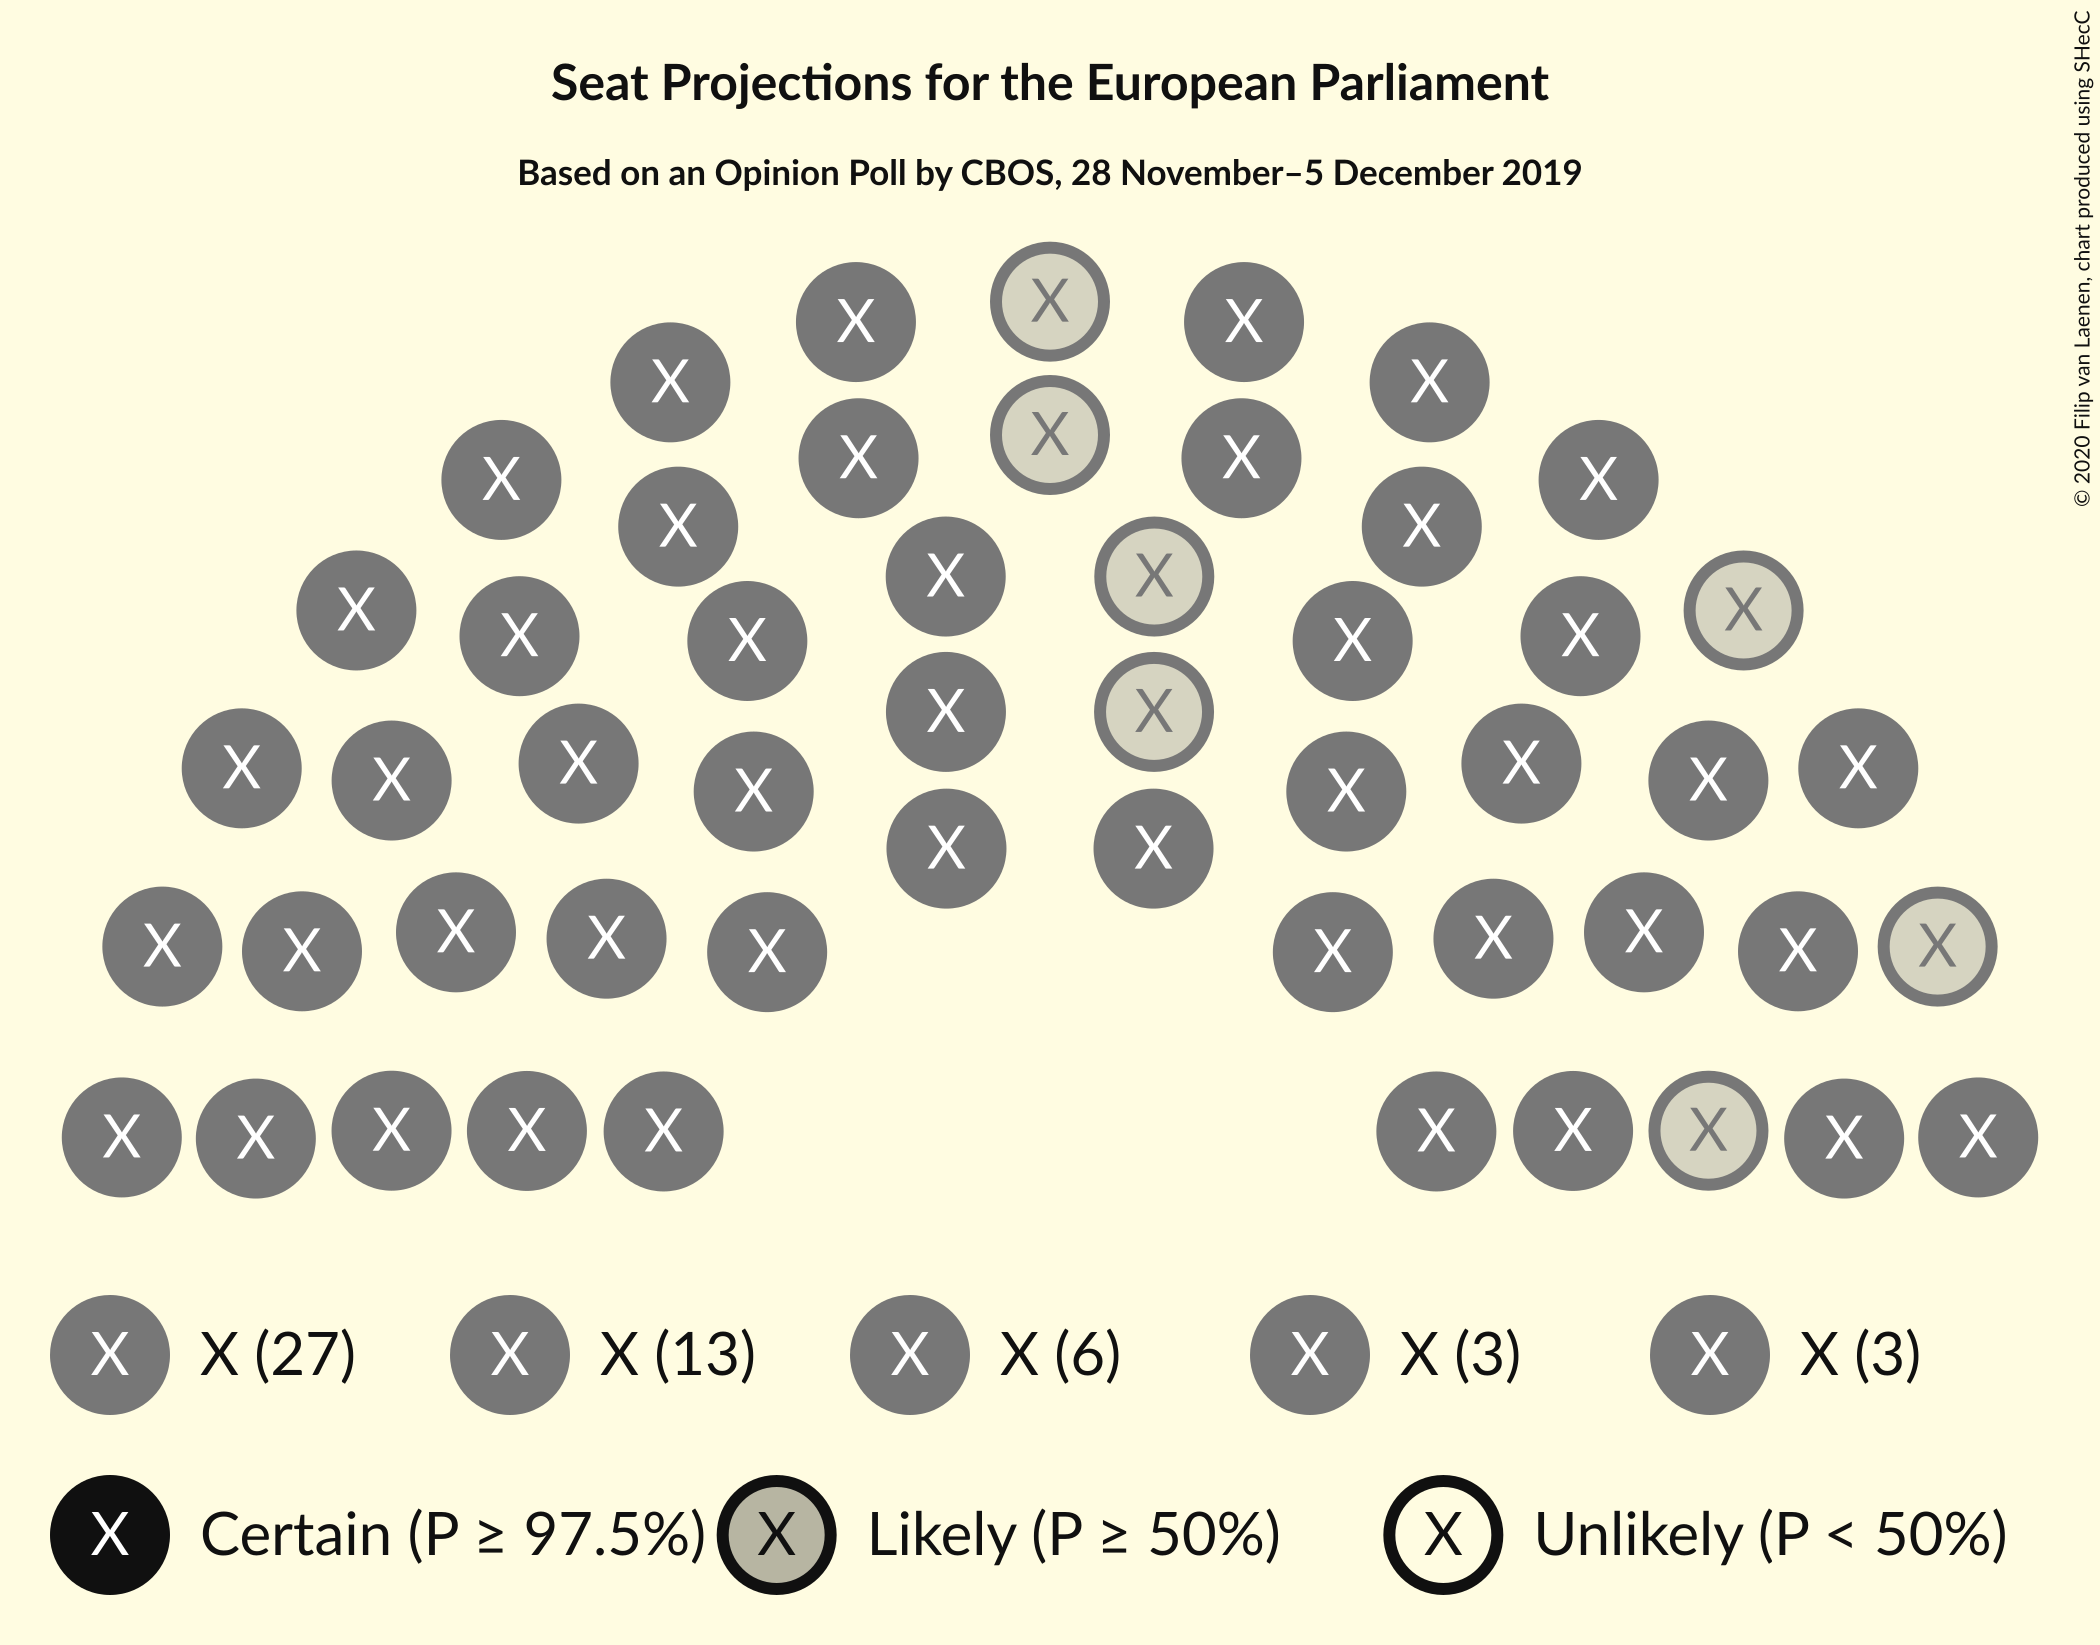 Seat Projections for the European Parliament
Based on an Opinion Poll by CBOS, 28 November–5 December 2019
© 2020 Filip van Laenen, chart produced using SHecC
X X X
X X
X X X
X X
X X
X X
X X
X X
X X
X X
X X
X X X X
X X
X X
X X
X X X X
X X X X
X X X X X X
X X X X
X X X X X X X X X X
X X (27) X X (13) X X (6) X X (3) X X (3)
X Certain (P ≥ 97.5%) X Likely (P ≥ 50%) X Unlikely (P < 50%)